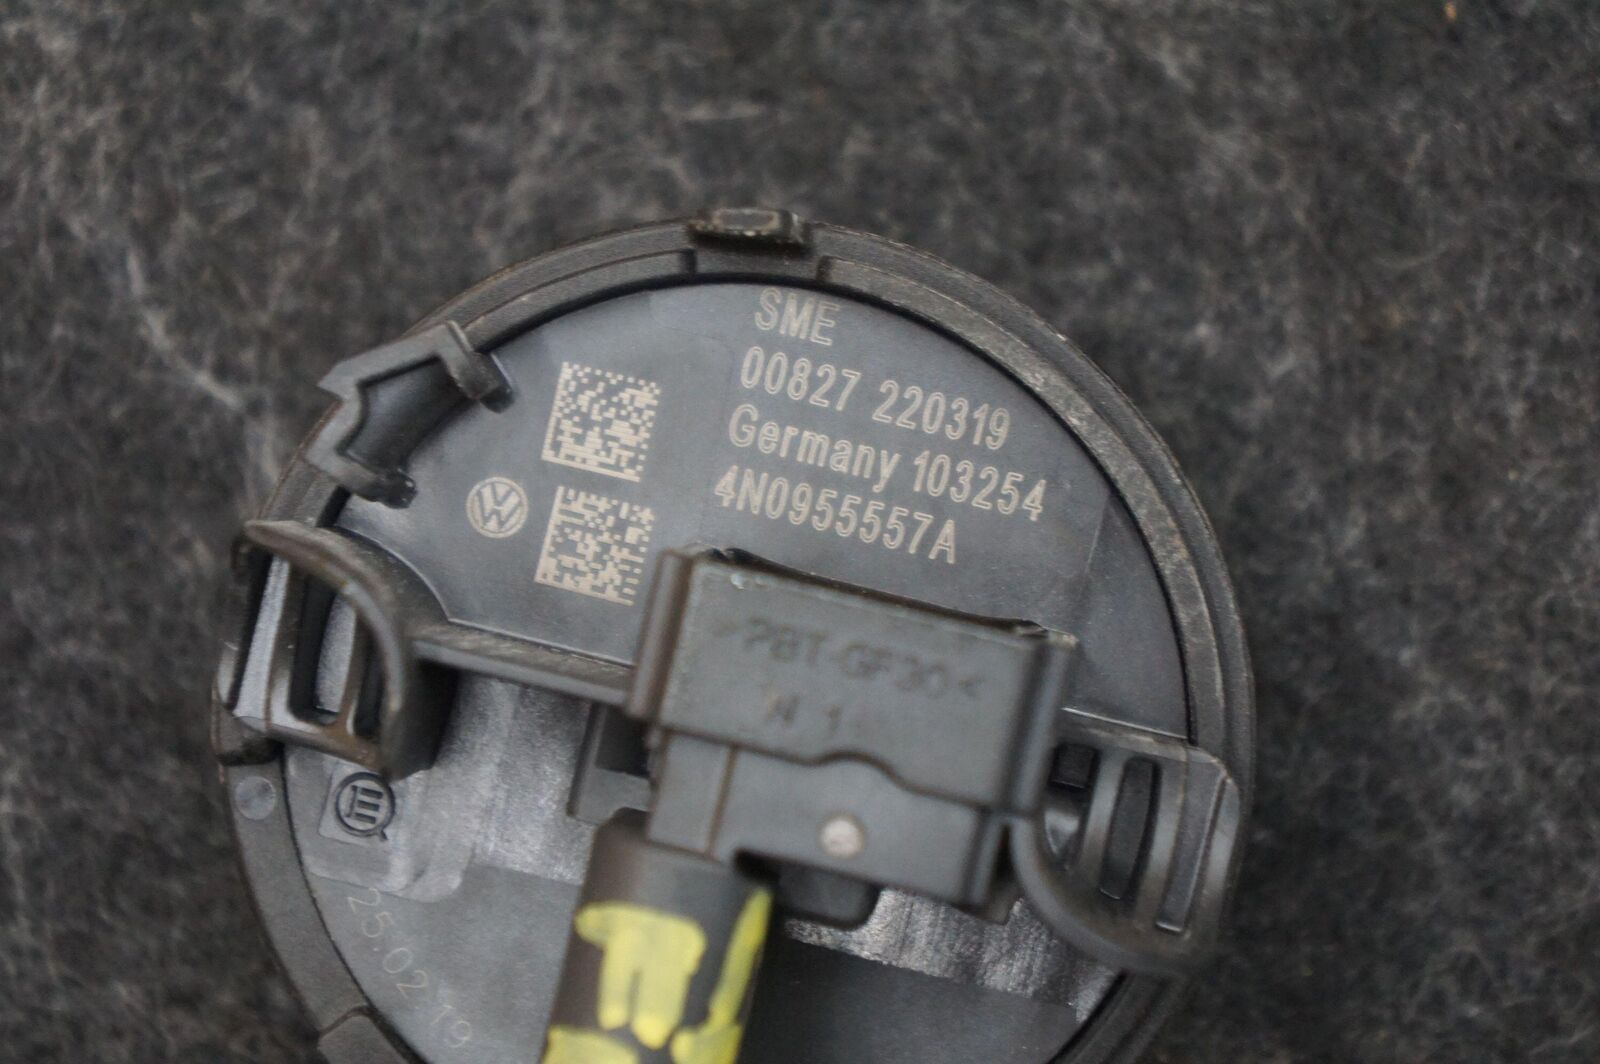 SME
00827 220319
Germany 103254
4N0955557A
>PBT-GF30<
25.02.19